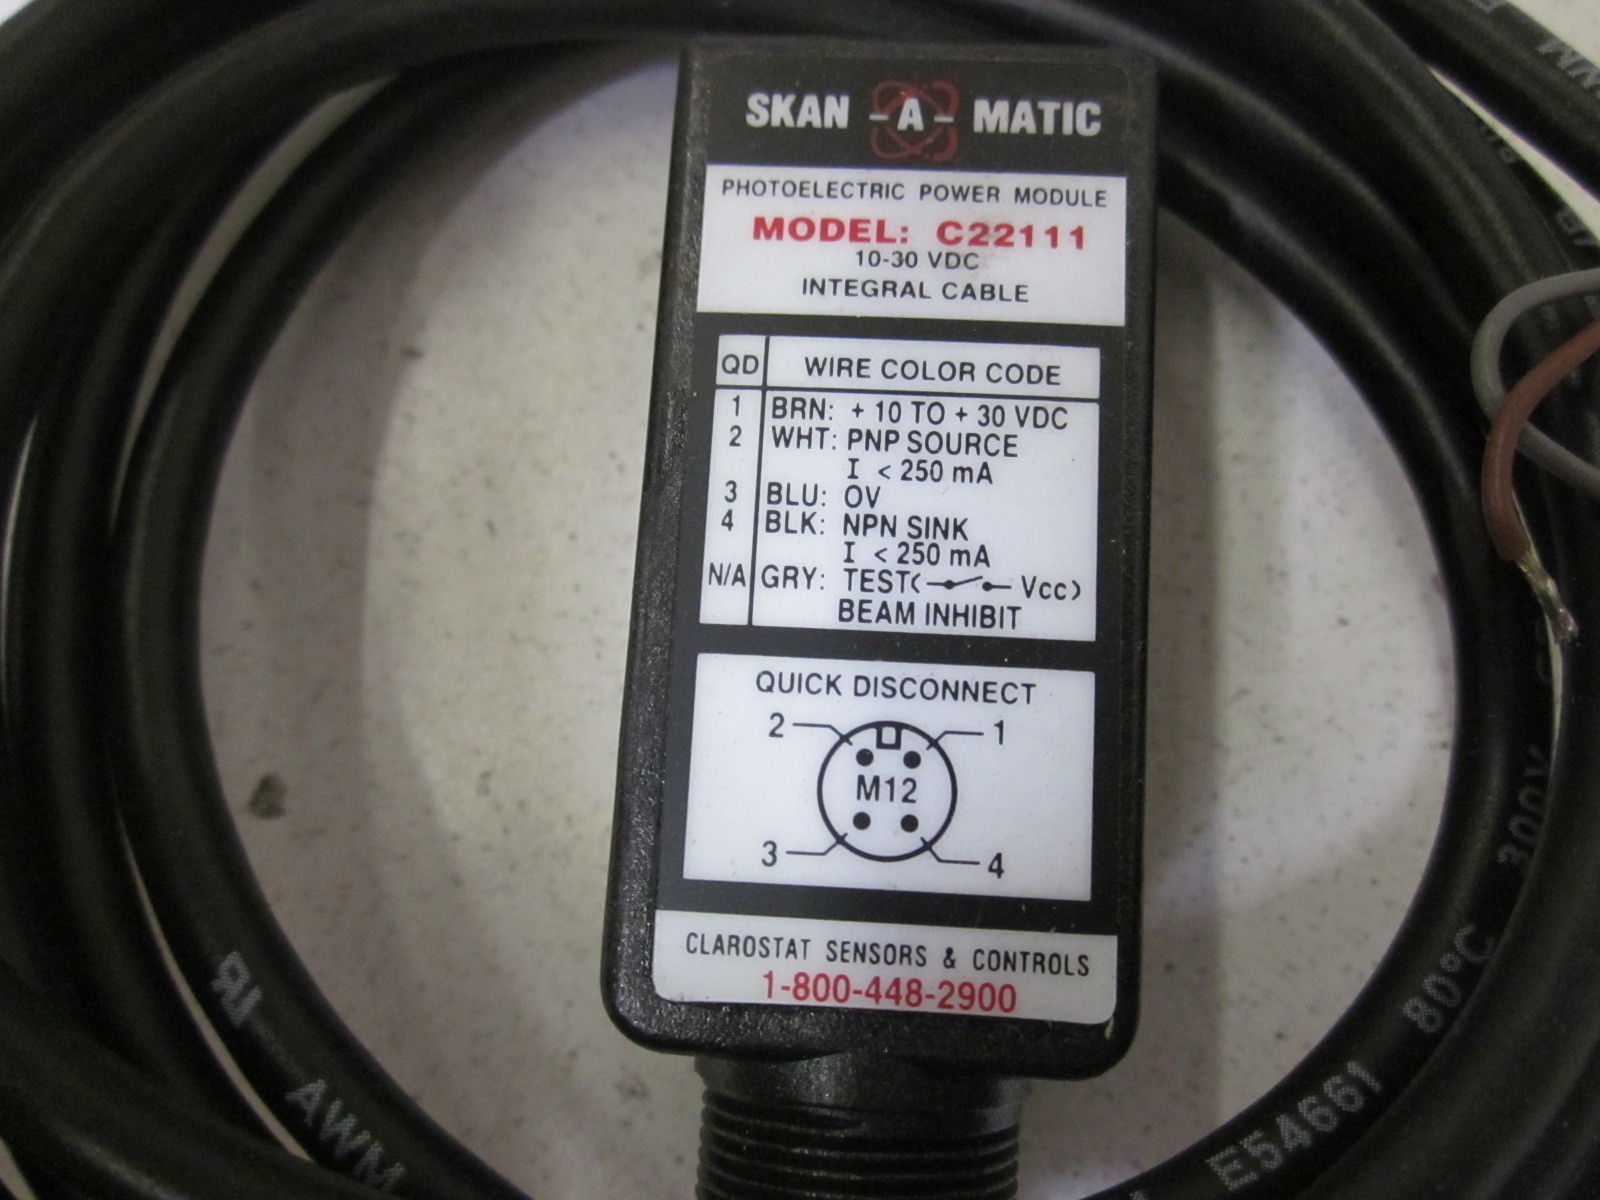 SKAN -A- MATIC
PHOTOELECTRIC POWER MODULE
MODEL: C22111
10-30 VDC
INTEGRAL CABLE
QD WIRE COLOR CODE
1 BRN: + 10 TO + 30 VDC
2 WHT: PNP SOURCE
I < 250 mA
3 BLU: OV
4 BLK: NPN SINK
I < 250 mA
N/A GRY: TEST( Vcc)
BEAM INHIBIT
QUICK DISCONNECT
2 1
M12
3 4
CLAROSTAT SENSORS & CONTROLS
1-800-448-2900
AWM
E54661 80°C 300V